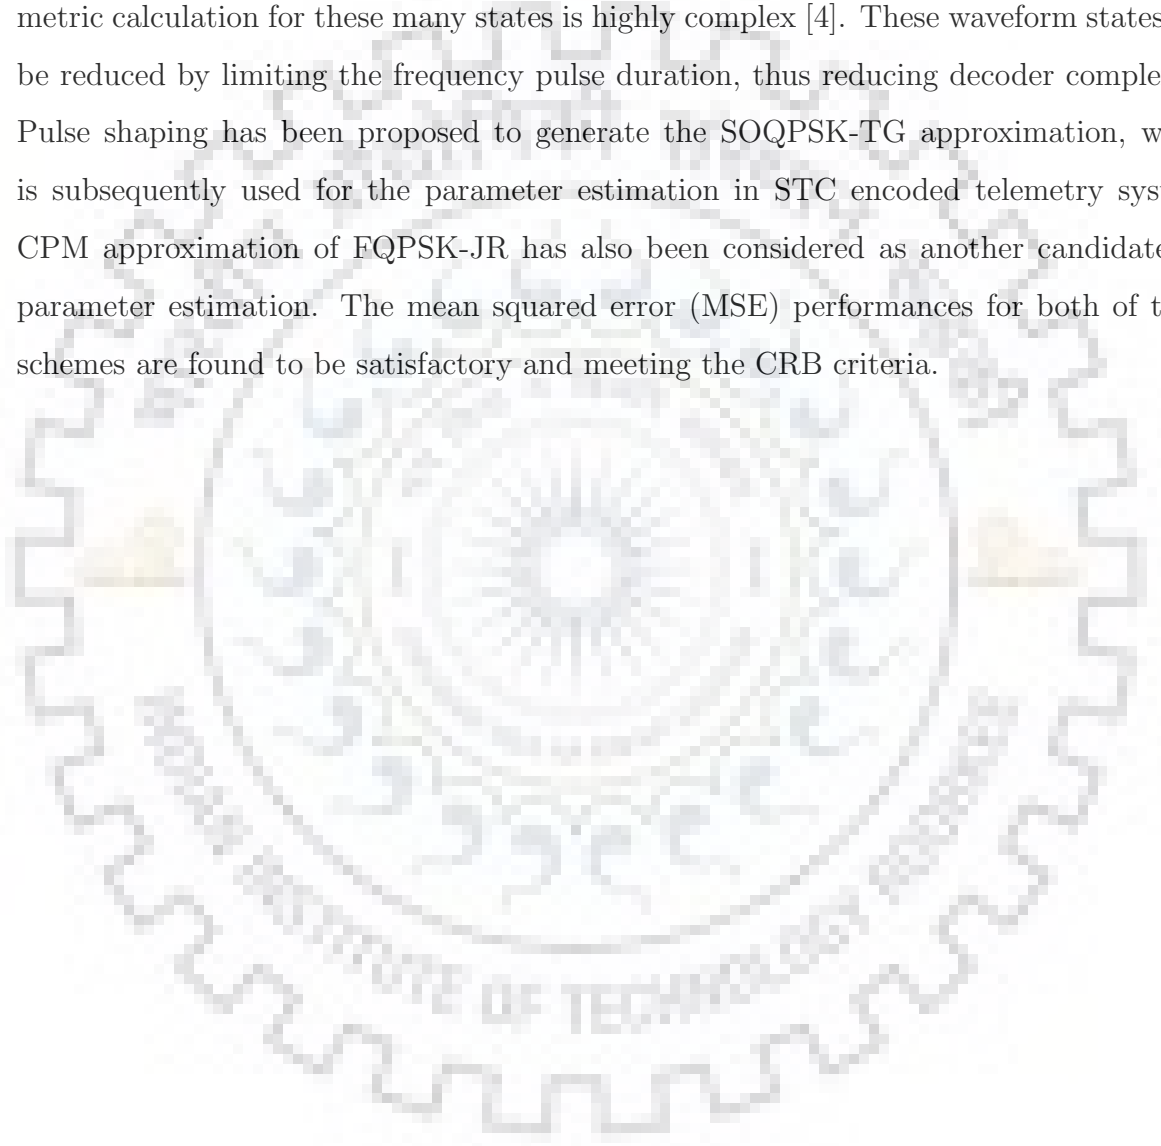 metric calculation for these many states is highly complex [4]. These waveform states
be reduced by limiting the frequency pulse duration, thus reducing decoder comple
Pulse shaping has been proposed to generate the SOQPSK-TG approximation, w
is subsequently used for the parameter estimation in STC encoded telemetry sys
CPM approximation of FQPSK-JR has also been considered as another candidate
parameter estimation. The mean squared error (MSE) performances for both of t
schemes are found to be satisfactory and meeting the CRB criteria.
INSTITUTE OF TECHNOLOGY